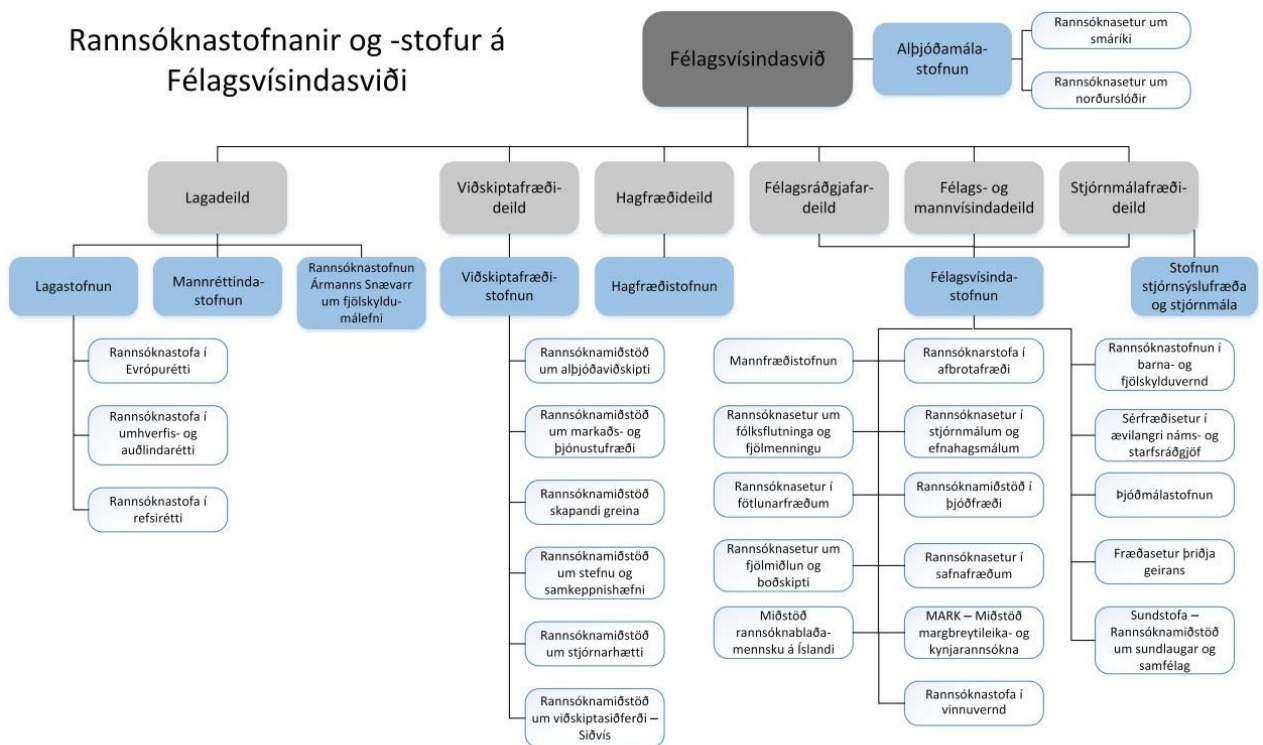 Rannsóknastofnanir og -stofur á
Félagsvísindasviði
Félagsvísindasvið
Alþjóðamála-
stofnun
Rannsóknasetur um
smáríki
Rannsóknasetur um
norðurslóðir
Lagadeild
Viðskiptafræði-
deild
Hagfræðideild
Félagsráðgjafar-
deild
Félags- og
mannvísindadeild
Stjórnmálafræði-
deild
Lagastofnun
Mannréttinda-
stofnun
Rannsóknastofnun
Ármanns Snævarr
um fjölskyldu-
málefni
Viðskiptafræði-
stofnun
Hagfræðistofnun
Félagsvísinda-
stofnun
Stofnun
stjórnsýslufræða
og stjórnmála
Rannsóknastofa í
Evrópurétti
Rannsóknastofa í
umhverfis- og
auðlindarétti
Rannsóknastofa í
refsirétti
Rannsóknamiðstöð
um alþjóðaviðskipti
Rannsóknamiðstöð
um markaðs- og
þjónustufræði
Rannsóknamiðstöð
skapandi greina
Rannsóknamiðstöð
um stefnu og
samkeppnishæfni
Rannsóknamiðstöð
um stjórnarhætti
Rannsóknamiðstöð
um viðskiptasiðferði –
Siðvís
Mannfræðistofnun
Rannsóknasetur um
fólksflutninga og
fjölmenningu
Rannsóknasetur í
fötlunarfræðum
Rannsóknasetur um
fjölmiðlun og
boðskipti
Miðstöð
rannsóknablaða-
mennsku á Íslandi
Rannsóknarstofa í
afbrotafræði
Rannsóknasetur í
stjórnmálum og
efnahagsmálum
Rannsóknamiðstöð í
þjóðfræði
Rannsóknasetur í
safnafræðum
MARK – Miðstöð
margbreytileika- og
kynjarannsókna
Rannsóknastofa í
vinnuvernd
Rannsóknastofnun í
barna- og
fjölskylduvernd
Sérfræðisetur í
ævilangri náms- og
starfsráðgjöf
Þjóðmálastofnun
Fræðasetur þriðja
geirans
Sundstofa –
Rannsóknamiðstöð
um sundlaugar og
samfélag